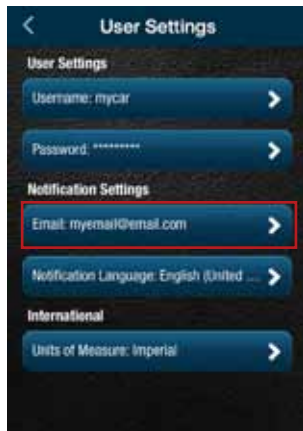 User Settings
User Settings
Username: mycar
Password: *********
Notification Settings
Email: myemail@email.com
Notification Language: English (United ...
International
Units of Measure: Imperial